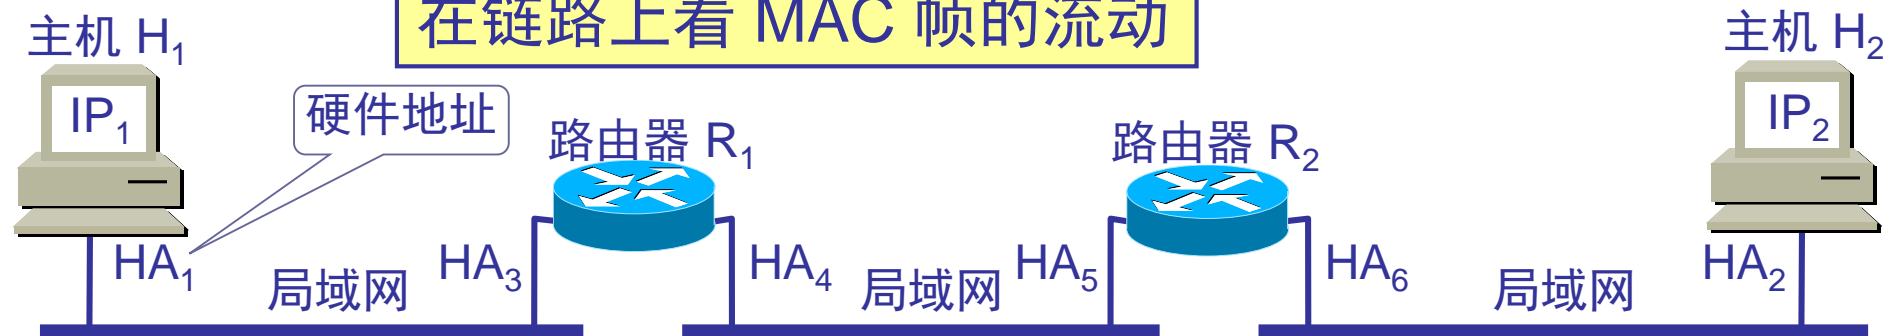 在链路上看 MAC 帧的流动
主机 H₁
主机 H₂
IP₁
硬件地址
路由器 R₁
路由器 R₂
IP₂
HA₁
局域网
HA₃
HA₄
局域网
HA₅
HA₆
局域网
HA₂